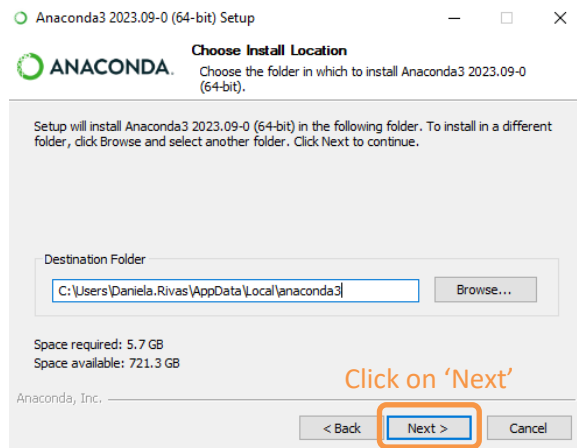 Anaconda3 2023.09-0 (64-bit) Setup
Choose Install Location
ANACONDA.
Choose the folder in which to install Anaconda3 2023.09-0
(64-bit).
Setup will install Anaconda3 2023.09-0 (64-bit) in the following folder. To install in a different
folder, click Browse and select another folder. Click Next to continue.
Destination Folder
C:\Users\Daniela.Rivas\AppData\Local\anaconda3
Browse...
Space required: 5.7 GB
Space available: 721.3 GB
Click on ‘Next’
Anaconda, Inc.
< Back
Next >
Cancel